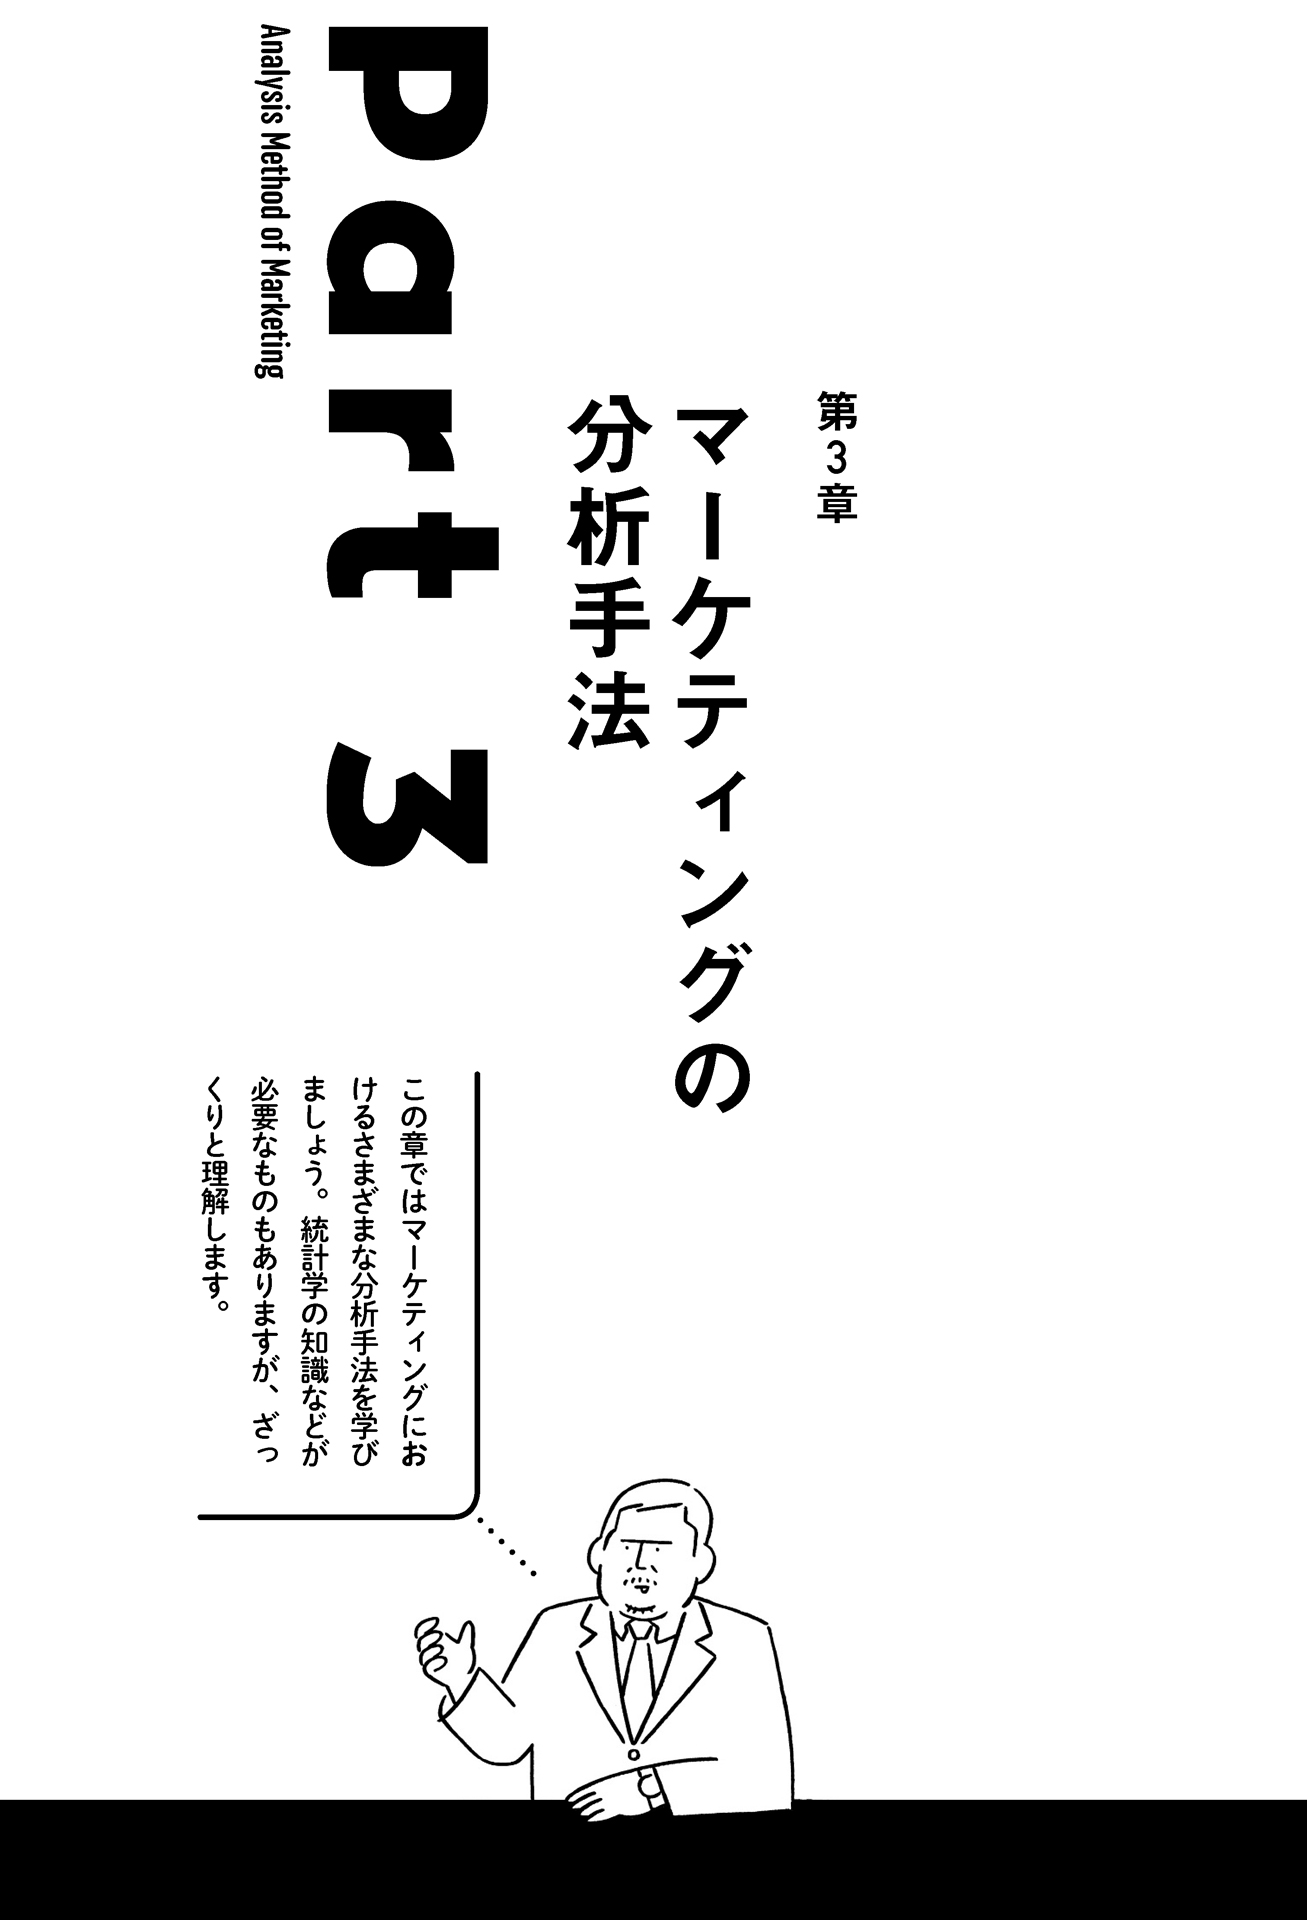 第3章
マーケティングの
分析手法
Part 3
Analysis Method of Marketing
この章ではマーケティングにお
けるさまざまな分析手法を学び
ましょう。統計学の知識などが
必要なものもありますが、ざっ
くりと理解します。